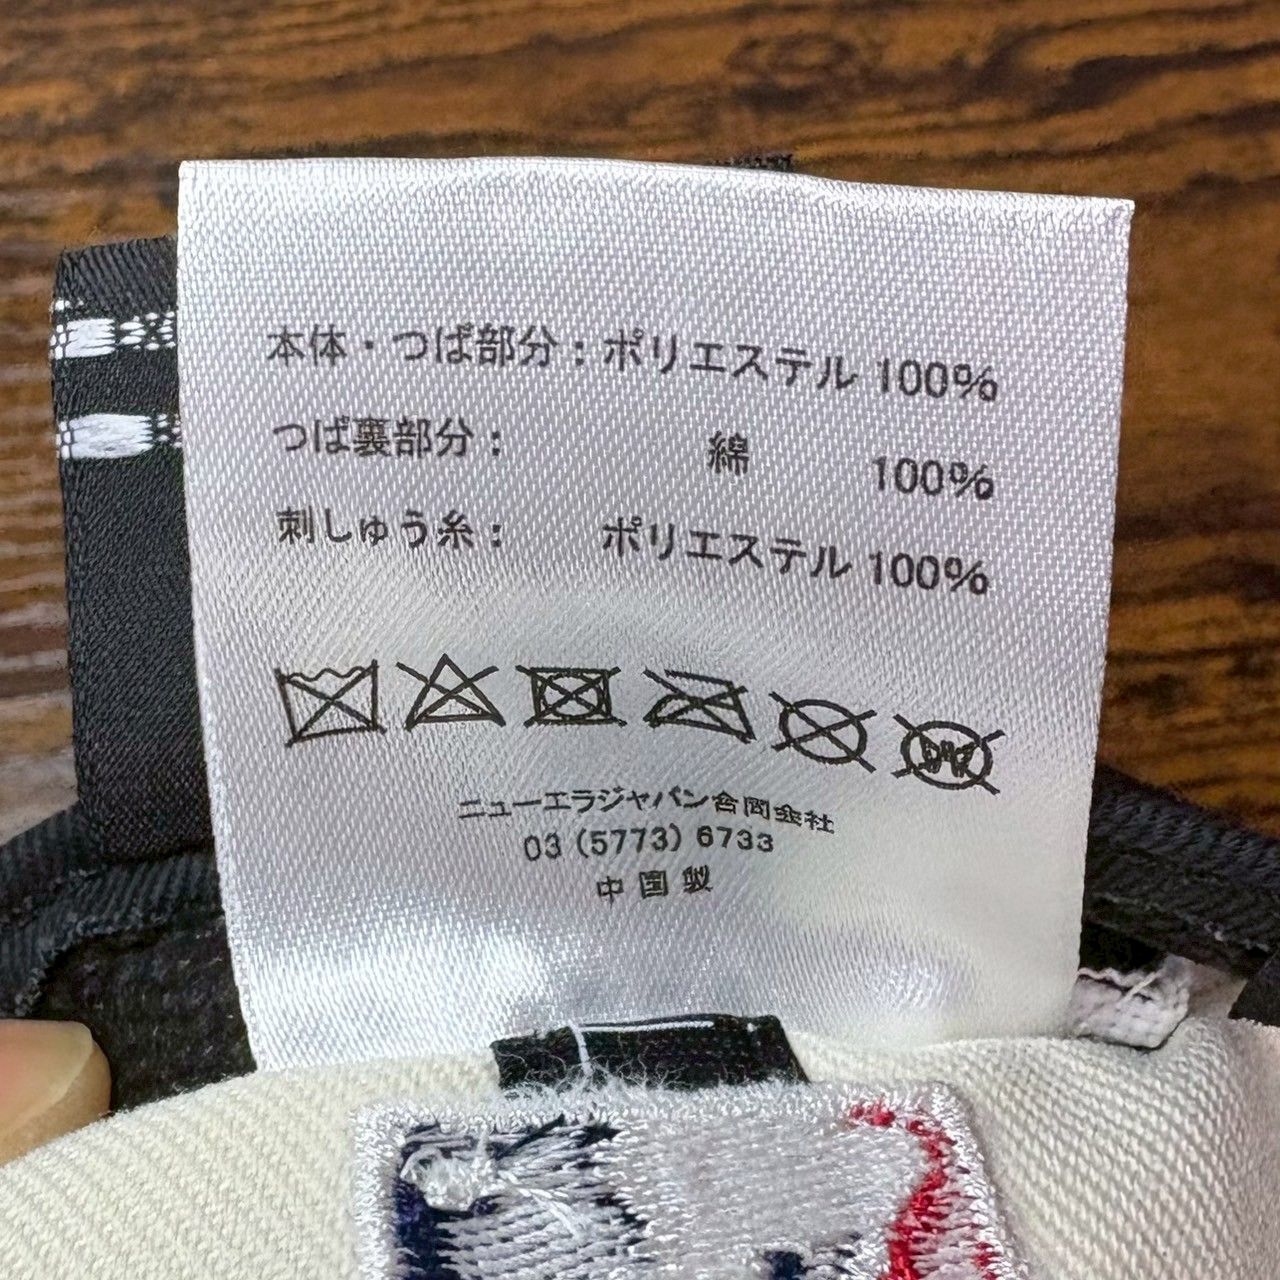 本体・つば部分：ポリエステル 100%
つば裏部分： 綿 100%
刺しゅう糸： ポリエステル 100%
ニューエラジャパン合同会社
03 (5773) 6733
中国製